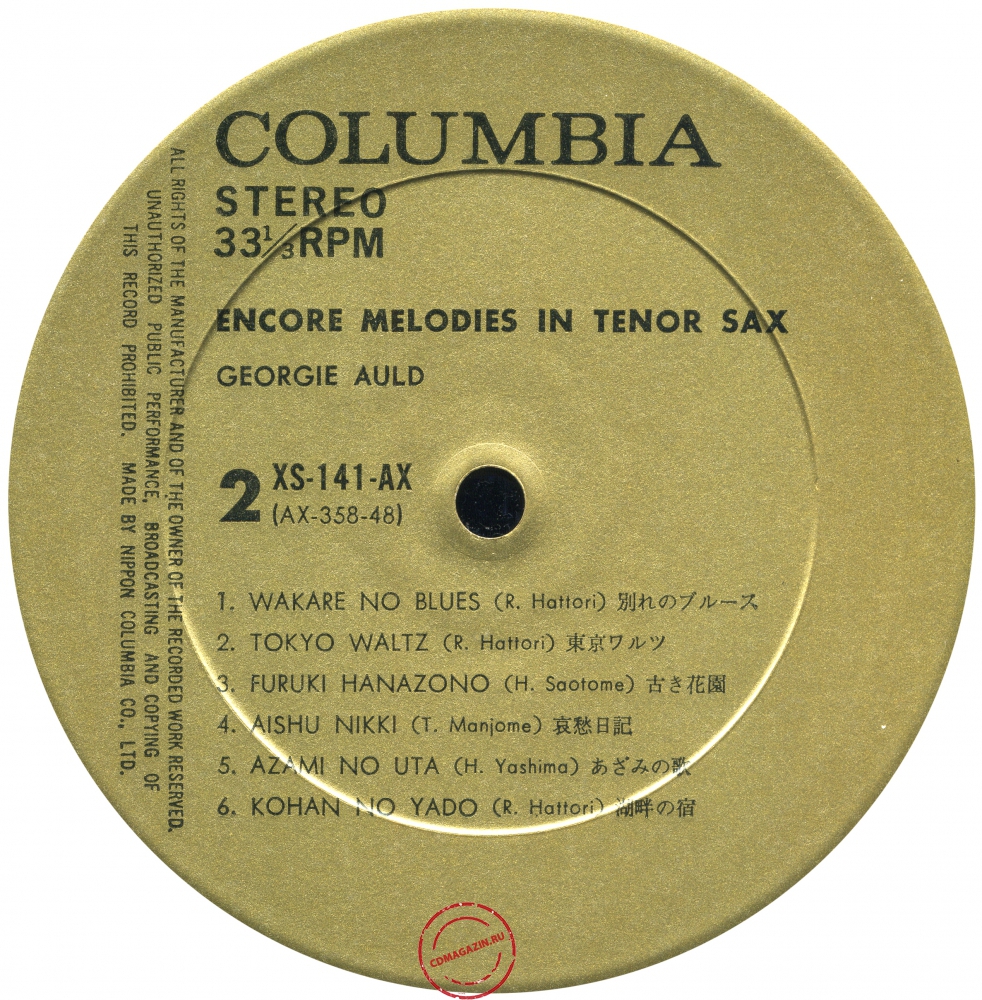 COLUMBIA
STEREO
33⅓RPM
ENCORE MELODIES IN TENOR SAX
GEORGIE AULD
2 XS-141-AX
(AX-358-48)
1. WAKARE NO BLUES (R. Hattori) 別れのブルース
2. TOKYO WALTZ (R. Hattori) 東京ワルツ
3. FURUKI HANAZONO (H. Saotome) 古き花園
4. AISHU NIKKI (T. Manjome) 哀愁日記
5. AZAMI NO UTA (H. Yashima) あざみの歌
6. KOHAN NO YADO (R. Hattori) 湖畔の宿
ALL RIGHTS OF THE MANUFACTURER AND OF THE OWNER OF THE RECORDED WORK RESERVED.
UNAUTHORIZED PUBLIC PERFORMANCE, BROADCASTING AND COPYING OF
THIS RECORD PROHIBITED. MADE BY NIPPON COLUMBIA CO., LTD.
CDMAGAZIN.RU